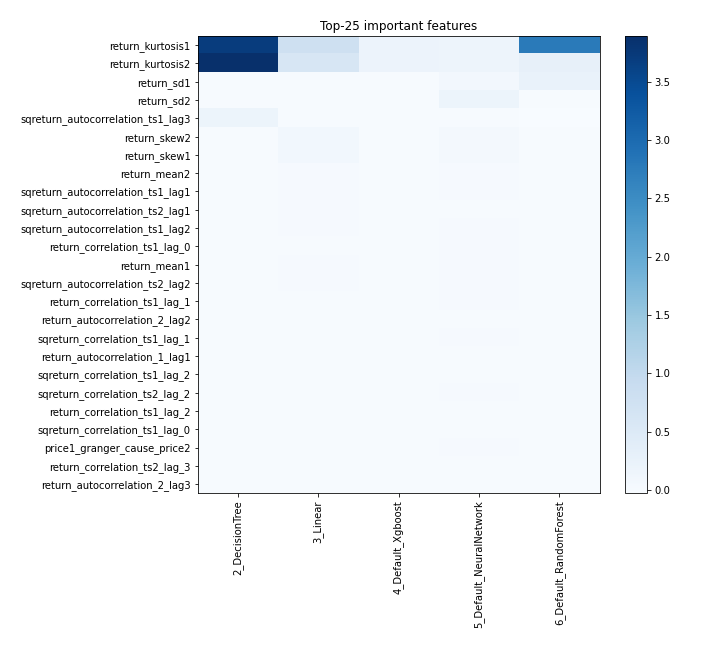 Top-25 important features
return_kurtosis1
return_kurtosis2
return_sd1
return_sd2
sqreturn_autocorrelation_ts1_lag3
return_skew2
return_skew1
return_mean2
sqreturn_autocorrelation_ts1_lag1
sqreturn_autocorrelation_ts2_lag1
sqreturn_autocorrelation_ts1_lag2
return_correlation_ts1_lag_0
return_mean1
sqreturn_autocorrelation_ts2_lag2
return_correlation_ts1_lag_1
return_autocorrelation_2_lag2
sqreturn_correlation_ts1_lag_1
return_autocorrelation_1_lag1
sqreturn_correlation_ts1_lag_2
sqreturn_correlation_ts2_lag_2
return_correlation_ts1_lag_2
sqreturn_correlation_ts1_lag_0
price1_granger_cause_price2
return_correlation_ts2_lag_3
return_autocorrelation_2_lag3
2_DecisionTree
3_Linear
4_Default_Xgboost
5_Default_NeuralNetwork
6_Default_RandomForest
3.5
3.0
2.5
2.0
1.5
1.0
0.5
0.0